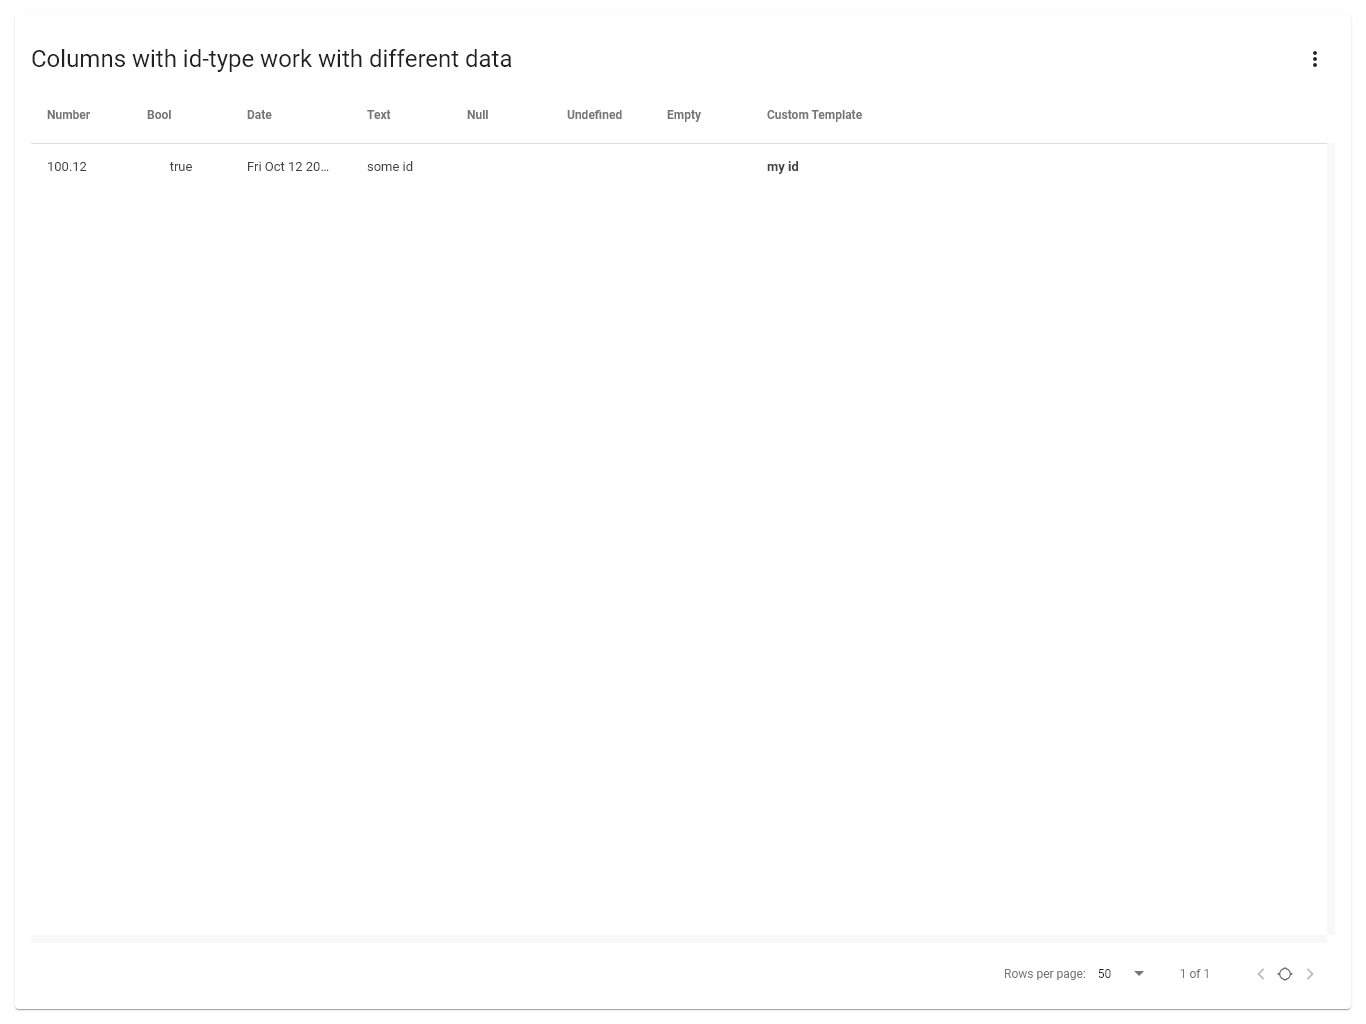 Columns with id-type work with different data
Number Bool Date Text Null Undefined Empty Custom Template
100.12 true Fri Oct 12 20... some id my id
Rows per page: 50 1 of 1